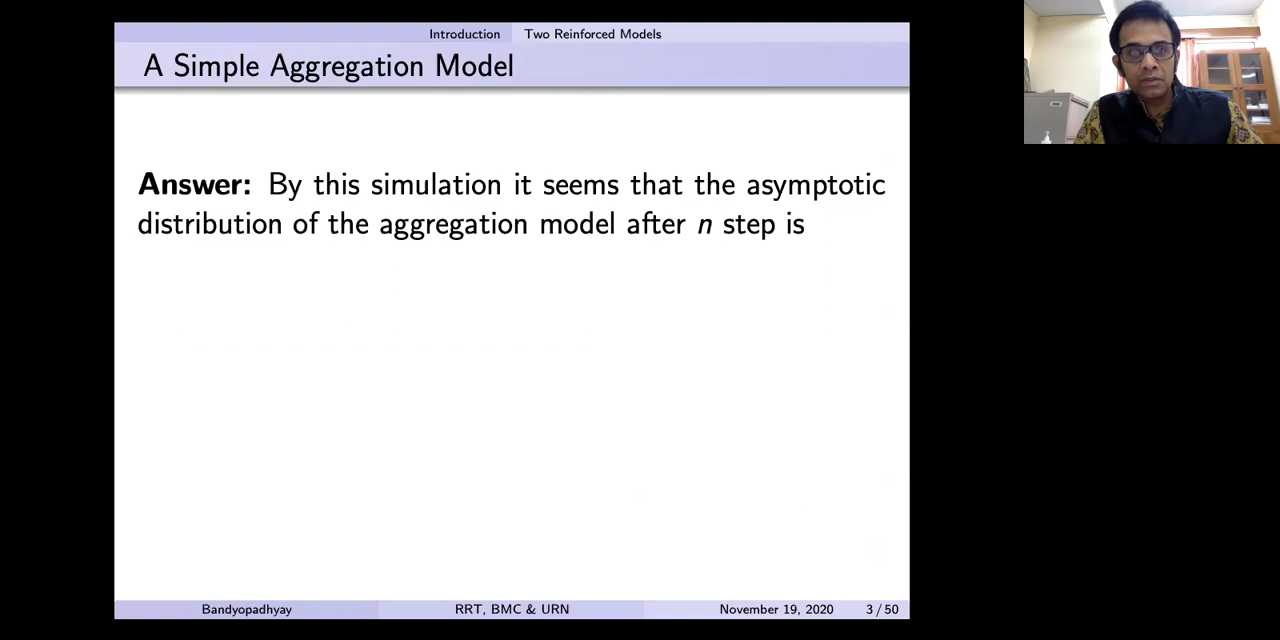 Introduction Two Reinforced Models
A Simple Aggregation Model
Answer: By this simulation it seems that the asymptotic
distribution of the aggregation model after n step is
Bandyopadhyay RRT, BMC & URN November 19, 2020 3 / 50